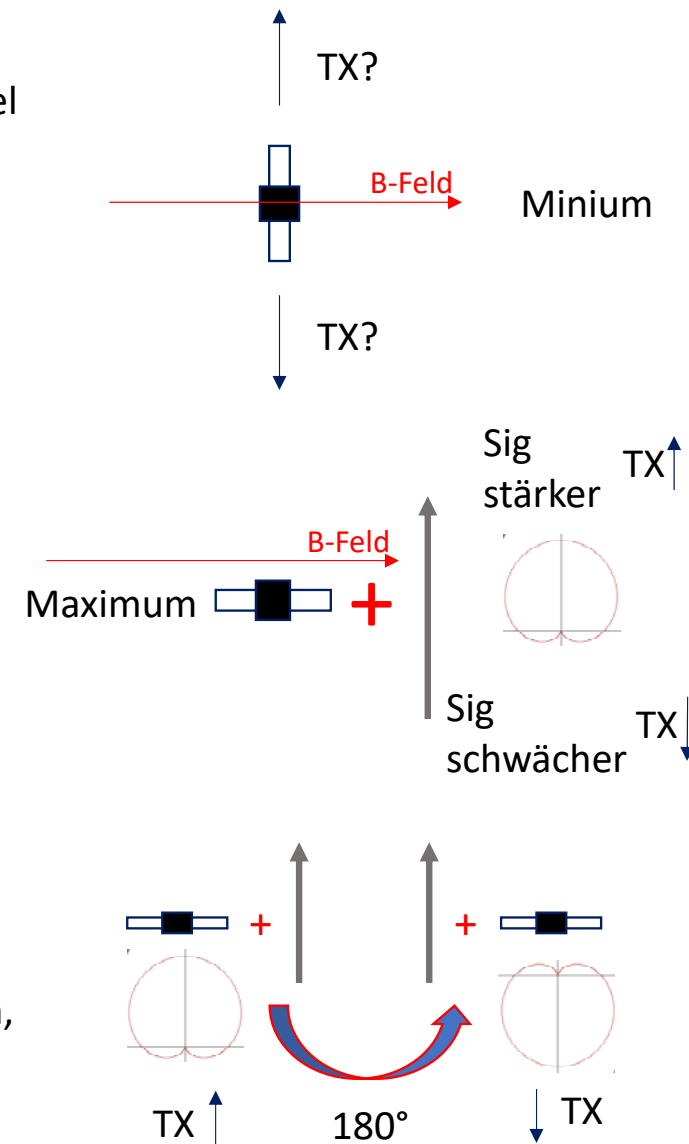 TX?
el
B-Feld
Minium
TX?
Sig
stärker
TX
B-Feld
Maximum
+
Sig
schwächer
TX
+
+
,
TX
180°
TX